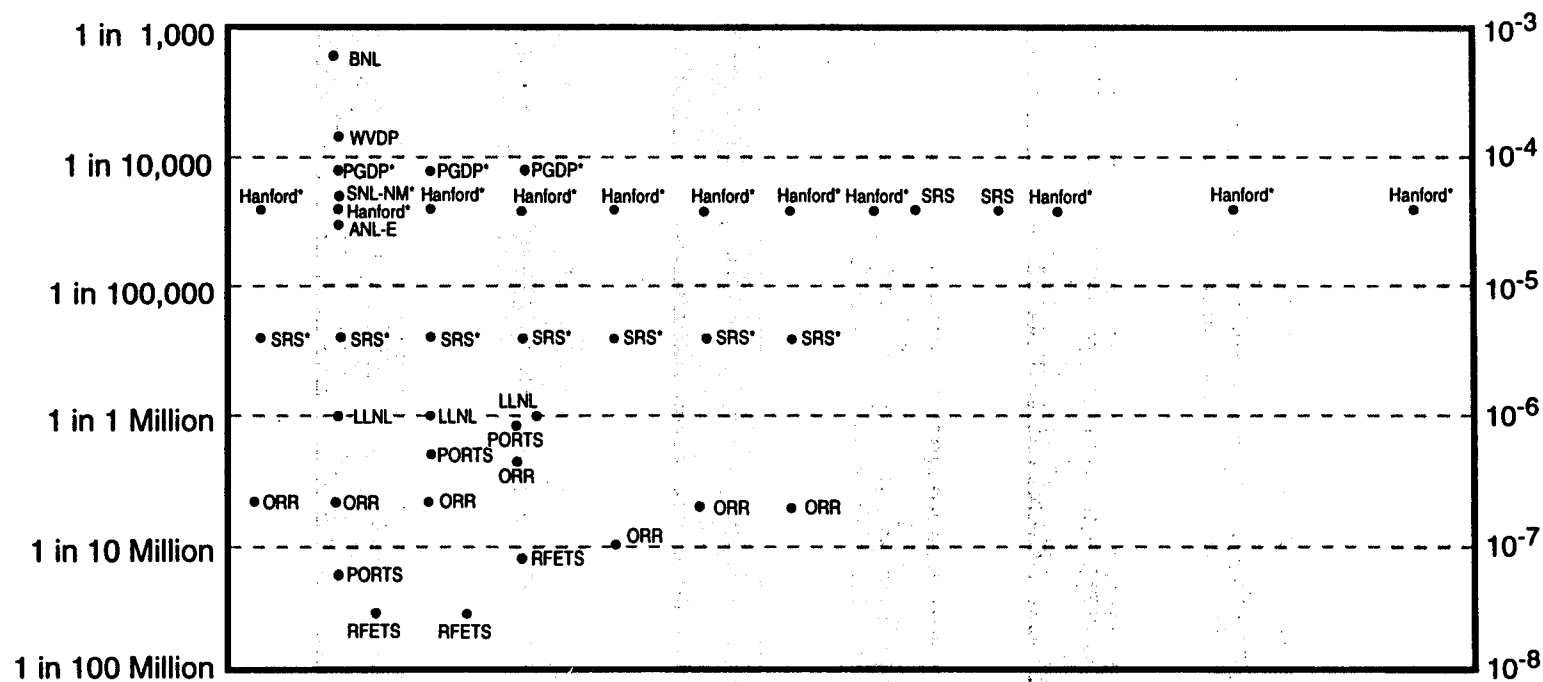 1 in 1,000 10-3
BNL
WVDP
1 in 10,000 10-4
PGDP* PGDP* PGDP*
SNL-NM*
Hanford* Hanford* Hanford* Hanford* Hanford* Hanford* Hanford* SRS SRS Hanford* Hanford* Hanford*
Hanford*
ANL-E
1 in 100,000 10-5
SRS* SRS* SRS* SRS* SRS* SRS* SRS*
LLNL
1 in 1 Million LLNL LLNL 10-6
PORTS
PORTS
ORR
ORR ORR ORR ORR ORR
ORR
1 in 10 Million 10-7
RFETS
PORTS
RFETS RFETS
1 in 100 Million 10-8